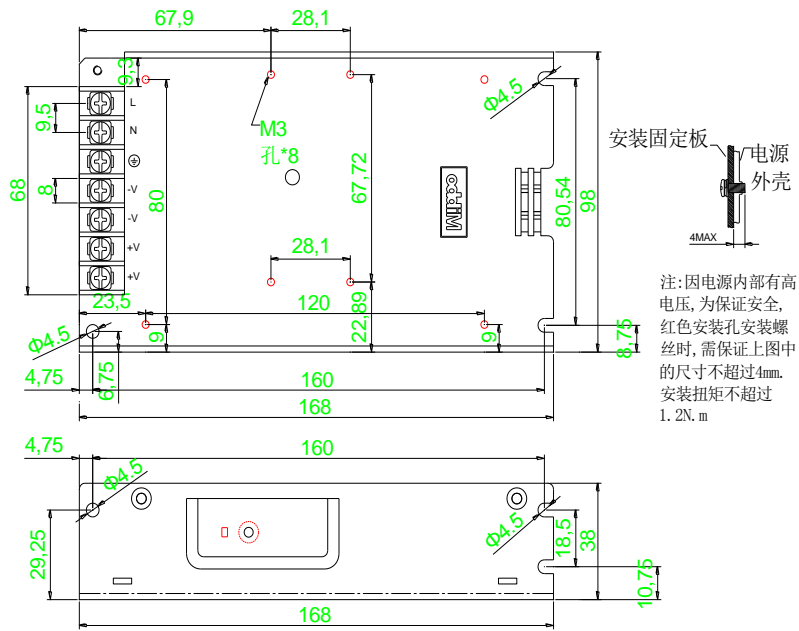 67,9
28,1
9,3
Φ4.5
L
9,5
N
M3
孔*8
68
8
-V
-V
+V
+V
80
67,72
80,54
98
28,1
23,5
120
22,89
9
9
8,75
Φ4.5
4,75
6,75
160
168
安装固定板
电源
外壳
4MAX
注:因电源内部有高
电压,为保证安全,
红色安装孔安装螺
丝时,需保证上图中
的尺寸不超过4mm.
安装扭矩不超过
1.2N.m
4,75
160
Φ4.5
Φ4.5
29,25
18,5
38
10,75
168